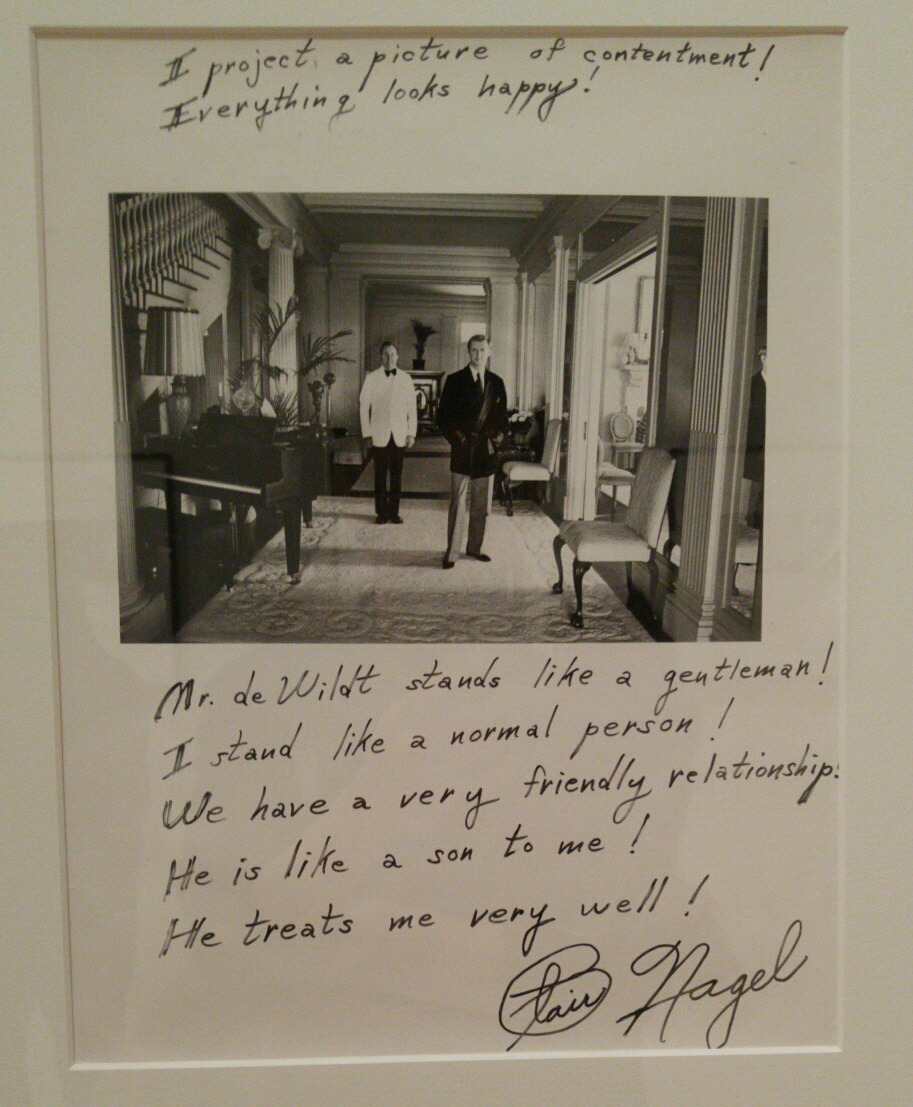 I project a picture of contentment!
Everything looks happy!
Mr. de Wildt stands like a gentleman!
I stand like a normal person!
We have a very friendly relationship!
He is like a son to me!
He treats me very well!
Clair Nagel